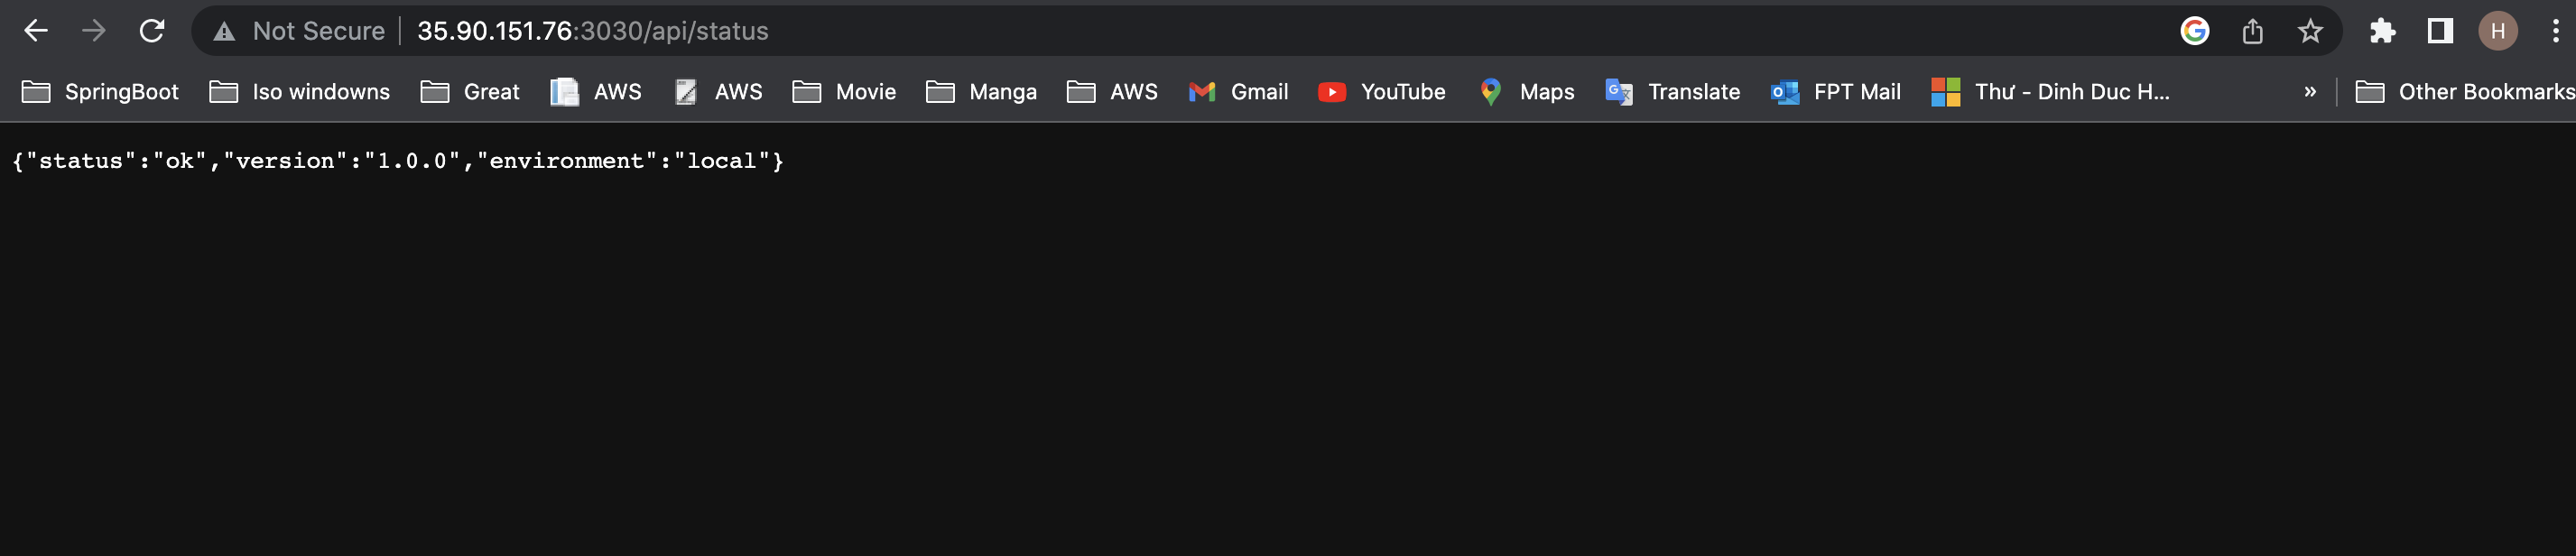 Not Secure | 35.90.151.76:3030/api/status H
SpringBoot Iso windowns Great AWS AWS Movie Manga AWS Gmail YouTube Maps Translate FPT Mail Thư - Dinh Duc H... » Other Bookmarks
{"status":"ok","version":"1.0.0","environment":"local"}